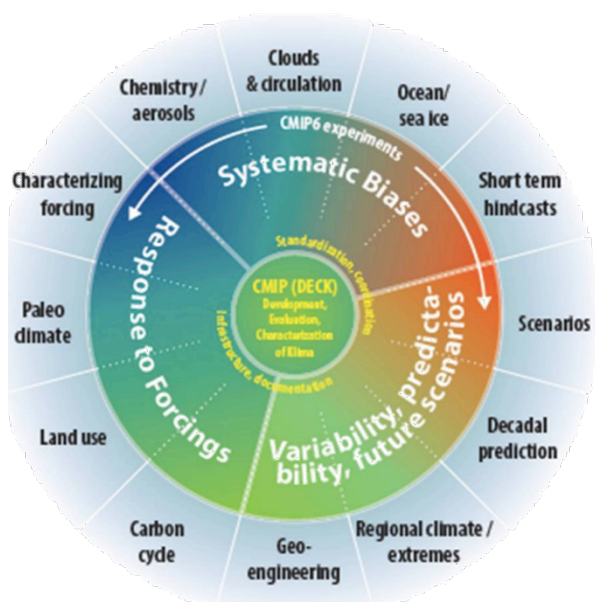 Clouds
& circulation
Ocean/
sea ice
Short term
hindcasts
Scenarios
Decadal
prediction
Regional climate /
extremes
Geo-
engineering
Carbon
cycle
Land use
Paleo
climate
Characterizing
forcing
Chemistry/
aerosols
CMIP6 experiments
Systematic Biases
Variability, predicta-
bility, future scenarios
Response to Forcings
Standardization, coordination
CMIP (DECK)
Development,
Evaluation,
Characterization
of Klima
Infrastructure, documentation